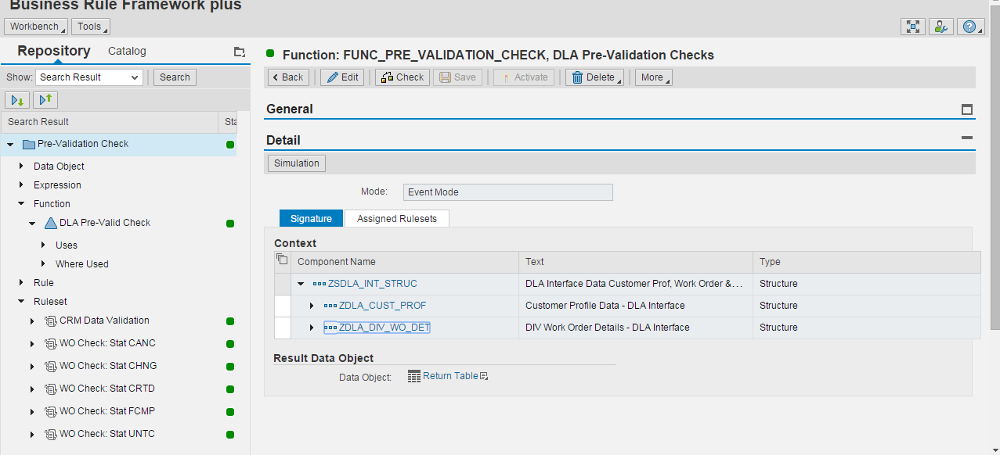 Business Rule Framework plus
Workbench Tools
Repository Catalog
Show: Search Result Search
Search Result Sta
Pre-Validation Check
Data Object
Expression
Function
DLA Pre-Valid Check
Uses
Where Used
Rule
Ruleset
CRM Data Validation
WO Check: Stat CANC
WO Check: Stat CHNG
WO Check: Stat CRTD
WO Check: Stat FCMP
WO Check: Stat UNTC
Function: FUNC_PRE_VALIDATION_CHECK, DLA Pre-Validation Checks
Back Edit Check Save Activate Delete More
General
Detail
Simulation
Mode: Event Mode
Signature Assigned Rulesets
Context
Component Name Text Type
ZSDLA_INT_STRUC DLA Interface Data Customer Prof, Work Order &... Structure
ZDLA_CUST_PROF Customer Profile Data - DLA Interface Structure
ZDLA_DIV_WO_DET DIV Work Order Details - DLA Interface Structure
Result Data Object
Data Object: Return Table